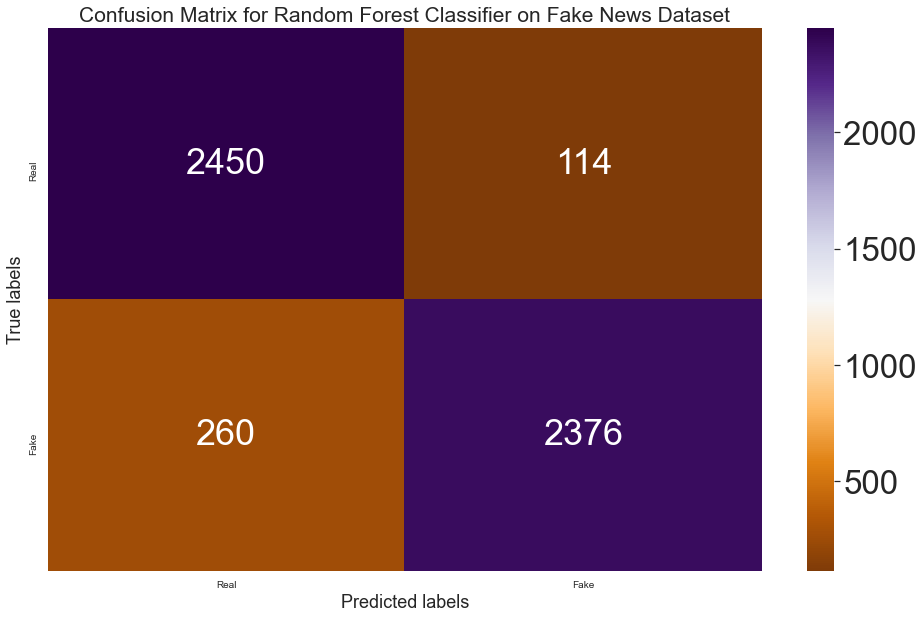 Confusion Matrix for Random Forest Classifier on Fake News Dataset
True labels
Real
Fake
2450
114
260
2376
Real
Fake
Predicted labels
2000
1500
1000
500